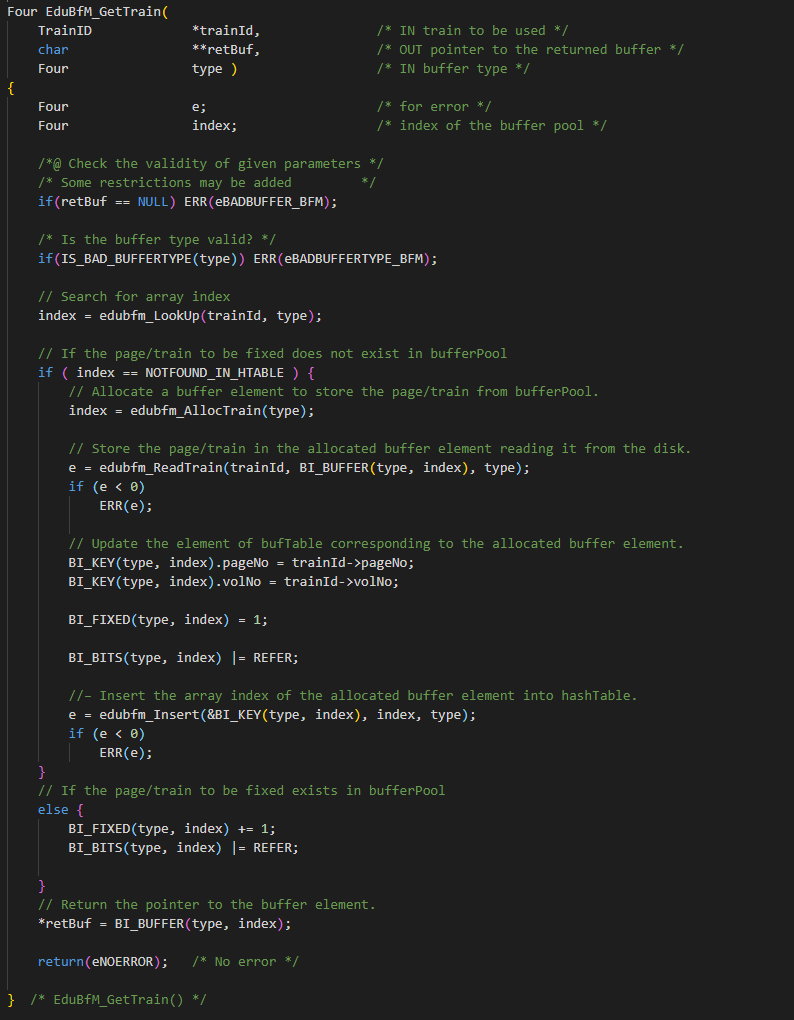 Four EduBfM_GetTrain(
TrainID *trainId, /* IN train to be used */
char **retBuf, /* OUT pointer to the returned buffer */
Four type ) /* IN buffer type */
{
Four e; /* for error */
Four index; /* index of the buffer pool */
/*@ Check the validity of given parameters */
/* Some restrictions may be added */
if(retBuf == NULL) ERR(eBADBUFFER_BFM);
/* Is the buffer type valid? */
if(IS_BAD_BUFFERTYPE(type)) ERR(eBADBUFFERTYPE_BFM);
// Search for array index
index = edubfm_LookUp(trainId, type);
// If the page/train to be fixed does not exist in bufferPool
if ( index == NOTFOUND_IN_HTABLE ) {
// Allocate a buffer element to store the page/train from bufferPool.
index = edubfm_AllocTrain(type);
// Store the page/train in the allocated buffer element reading it from the disk.
e = edubfm_ReadTrain(trainId, BI_BUFFER(type, index), type);
if (e < 0)
ERR(e);
// Update the element of bufTable corresponding to the allocated buffer element.
BI_KEY(type, index).pageNo = trainId->pageNo;
BI_KEY(type, index).volNo = trainId->volNo;
BI_FIXED(type, index) = 1;
BI_BITS(type, index) |= REFER;
//– Insert the array index of the allocated buffer element into hashTable.
e = edubfm_Insert(&BI_KEY(type, index), index, type);
if (e < 0)
ERR(e);
}
// If the page/train to be fixed exists in bufferPool
else {
BI_FIXED(type, index) += 1;
BI_BITS(type, index) |= REFER;
}
// Return the pointer to the buffer element.
*retBuf = BI_BUFFER(type, index);
return(eNOERROR); /* No error */
} /* EduBfM_GetTrain() */